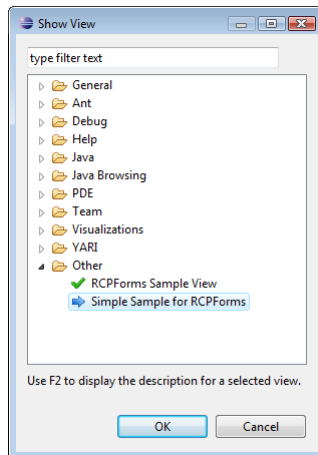 Show View
type filter text
General
Ant
Debug
Help
Java
Java Browsing
PDE
Team
Visualizations
YARI
Other
RCPForms Sample View
Simple Sample for RCPForms
Use F2 to display the description for a selected view.
OK Cancel